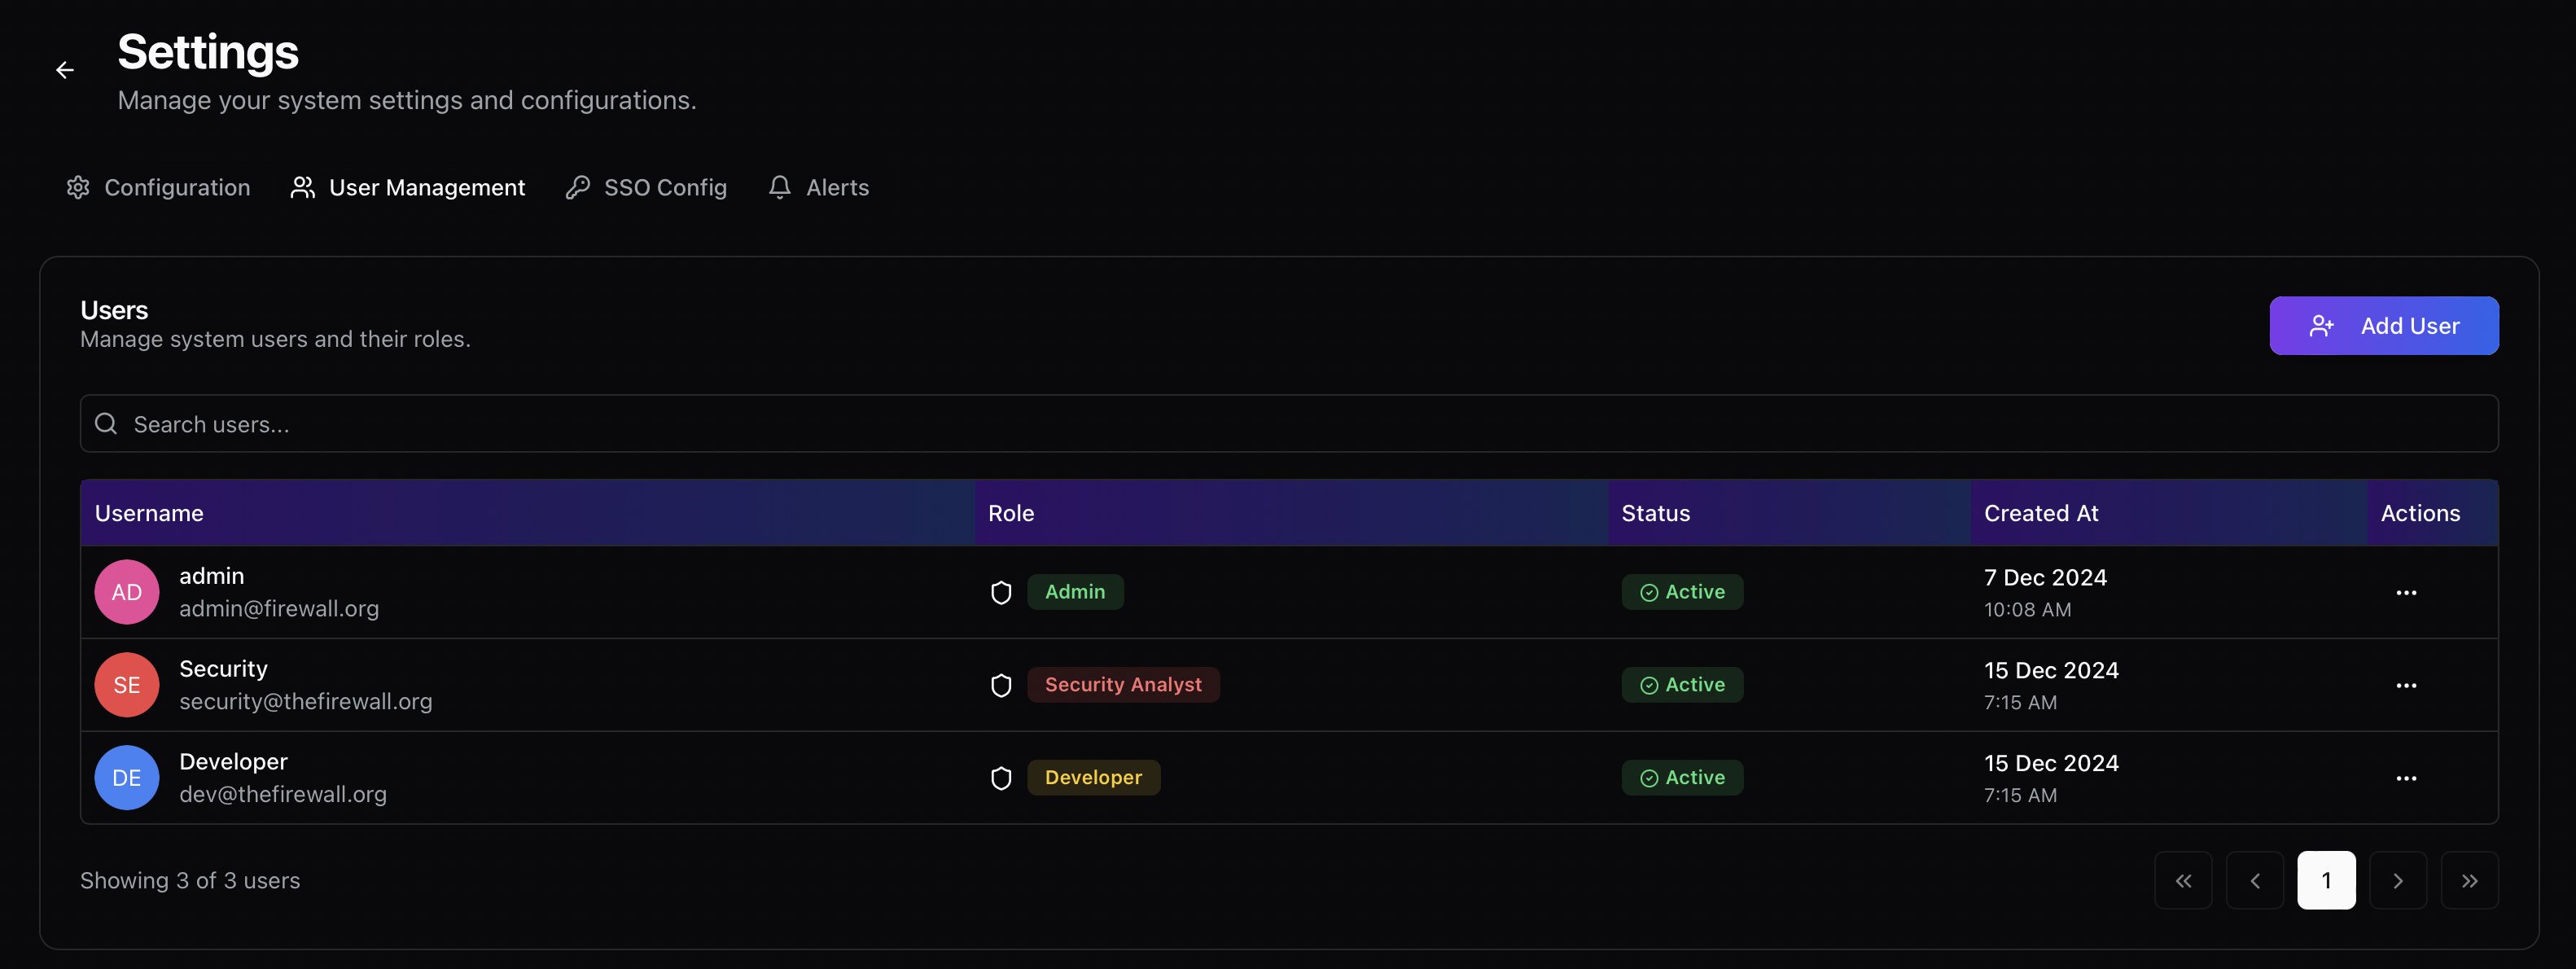 Settings
Manage your system settings and configurations.
Configuration User Management SSO Config Alerts
Users
Manage system users and their roles.
Add User
Search users...
Username Role Status Created At Actions
AD admin Admin Active 7 Dec 2024
admin@firewall.org 10:08 AM
SE Security Security Analyst Active 15 Dec 2024
security@thefirewall.org 7:15 AM
DE Developer Developer Active 15 Dec 2024
dev@thefirewall.org 7:15 AM
Showing 3 of 3 users 1